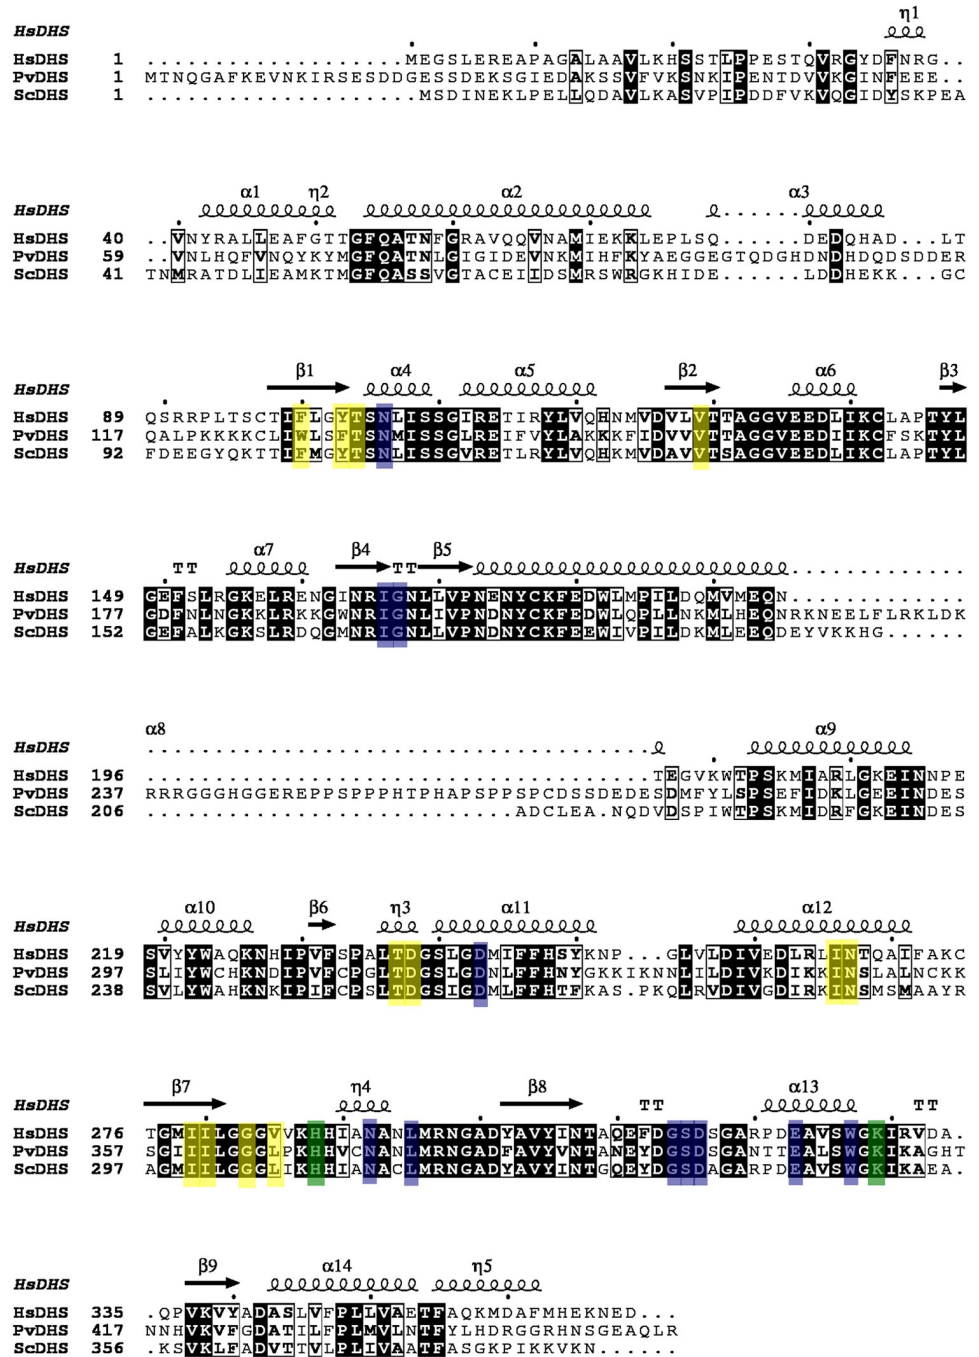 HsDHS η1
HsDHS 1 ...................MEGSLEREAPAGALAAVLKHSSTLPPESTQVRGYDFNRG..
PvDHS 1 MTNQGAFKEVNKIRSESDDGESSDEKDSGIEDAKSSVFVKSNKIPENTDVVKGINFEEE..
ScDHS 1 ....................MSDINEKLPELLQDAVLKASVPIPDDFVKVQGIDYSKPEA
HsDHS α1 η2 α2 α3
HsDHS 40 ..VNYRALLEAFGTTGFQATNFGRAVQQVNAMIEKKLEPLSQ......DEDQHAD...LT
PvDHS 59 ..VNLHQFVNQYKYMGFQATNLGIGIDEVNKMIHFKYAEGGEGTQDGHDNDHDQDSDDER
ScDHS 41 TNMRATDLIEAMKTMGFQASSVGTACEIIDSMRSWRGKHIDE......LDDHEKK...GC
HsDHS β1 α4 α5 β2 α6 β3
HsDHS 89 QSRRPLTSCTIFLGYTSNLISSGIRETIRYLVQHNMVDVLVTTAGGVEEDLIKCLAPTYL
PvDHS 117 QALPKKKKCLIWLSFTSNMISSGLREIFVYLAKKKFIDVVVTTAGGVEEDIIKCFSKTYL
ScDHS 92 FDEEGYQKTTIFMGYTSNLISSGVRETLRYLVQHKMVDAVVTSAGGVEEDLIKCLAPTYL
HsDHS TT α7 β4 TT β5
HsDHS 149 GEFSLRGKELRENGINRIGNLLVPNENYCKFEDWLMPILDQMVMEQN.............
PvDHS 177 GDFNLNGKKLRKKGWNRIGNLIVPNDNYCKFEDWLQPLLNKMLHEQNRKNEELFLRKLDK
ScDHS 152 GEFALKGKSLRDQGMNRIGNLLVPNDNYCKFEEWIVPILDKMLEEQDEYVKKHG......
α8
HsDHS α9
HsDHS 196 .....................................TEGVKWTPSKMIARLGKEINNPE
PvDHS 237 RRRGGGHGGEREPPSPPPHTPHAPSPPSPCDSSDEDESDMFYLSPSEFIDKLGEEINDES
ScDHS 206 ...........................ADCLEA.NQDVDSPIWTPSKMIDRFGKEINDES
HsDHS α10 β6 η3 α11 α12
HsDHS 219 SVYYWAQKNHIPVFSPALTDGSLGDMIFFHSYKNP...GLVLDIVEDLRLINTQAIFAKC
PvDHS 297 SLIYWCHKNDIPVFCPGLTDGSLGDNLFFHNYGKKIKNNLILDIVKDIKKINSLALNCKK
ScDHS 238 SVLYWAHKNKIPIFCPSLTDGSIGDMLFFHTFKAS.PKQLRVDIVGDIRKINSMSMAAYR
HsDHS β7 η4 β8 TT α13 TT
HsDHS 276 TGMIILGGGVVKHHIANANLMRNGADYAVYINTAQEFDGSDSGARPDEAVSWGKIRVDA.
PvDHS 357 SGIIILGGGLPKHHVCNANLMRNGADFAVYVNTANEYDGSDSGANTTEALSWGKIKAGHT
ScDHS 297 AGMIILGGGLIKHHIANACLMRNGADYAVYINTGQEYDGSDAGARPDEAVSWGKIKAEA.
HsDHS β9 α14 η5
HsDHS 335 .QPVKVYADASLVFPLLVAETFAQKMDAFMHEKNED...
PvDHS 417 NNHVKVFGDATILFPLMVLNTFYLHDRGGRHNSGEAQLR
ScDHS 356 .KSVKLFADVTTVLPLIVAATFASGKPIKKVKN......